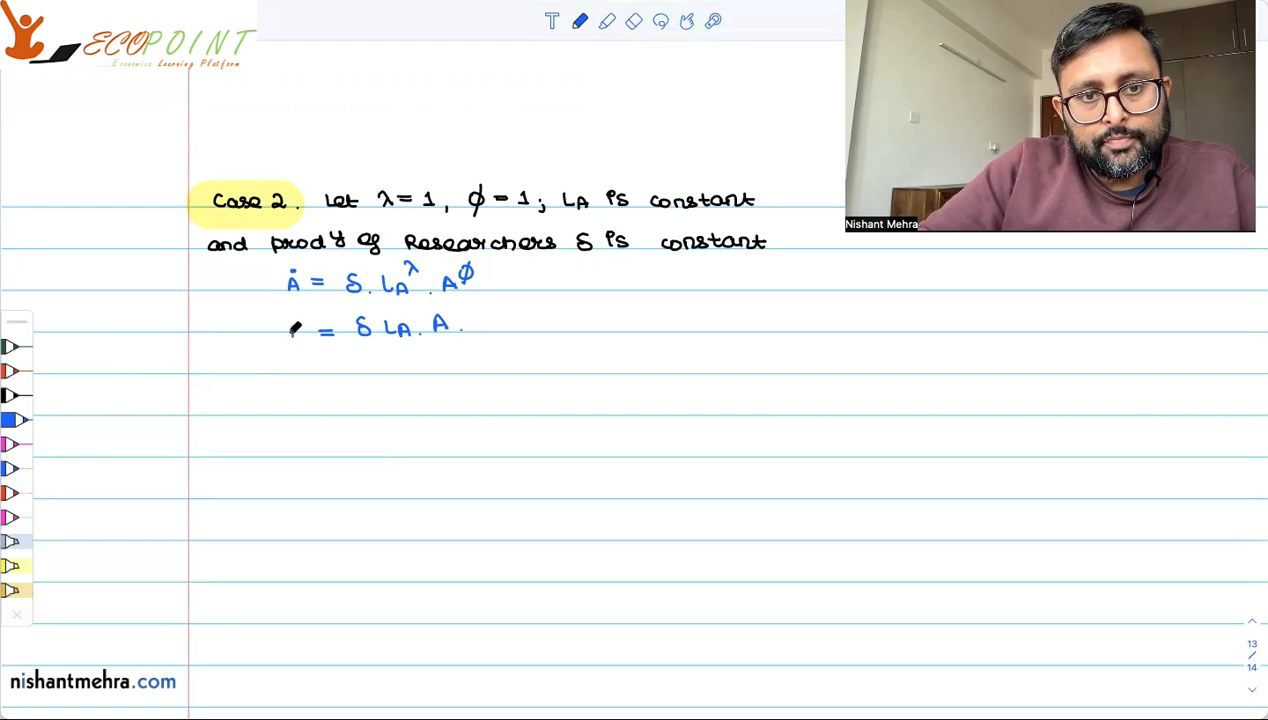 ECOPOINT
.....Economics Learning Platform
T
Nishant Mehra
Case 2. Let λ = 1, ϕ = 1; LA is constant
and prodY of Researchers δ is constant
Ȧ = δ. LA^λ . A^ϕ
= δ LA. A.
13
/
14
nishantmehra.com